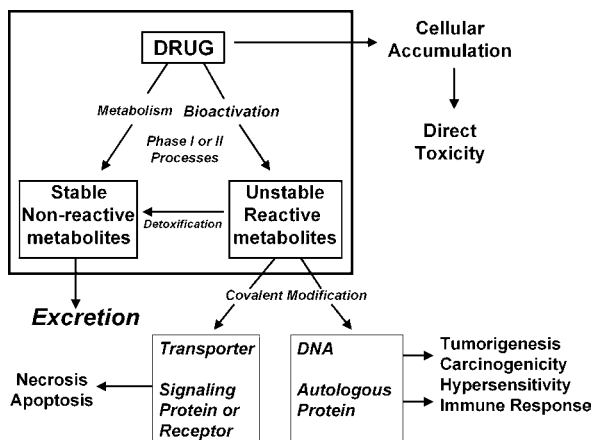 DRUG
Cellular
Accumulation
Metabolism
Bioactivation
Phase I or II
Processes
Direct
Toxicity
Stable
Non-reactive
metabolites
Detoxification
Unstable
Reactive
metabolites
Covalent Modification
Excretion
Transporter
Signaling
Protein or
Receptor
DNA
Autologous
Protein
Necrosis
Apoptosis
Tumorigenesis
Carcinogenicity
Hypersensitivity
Immune Response